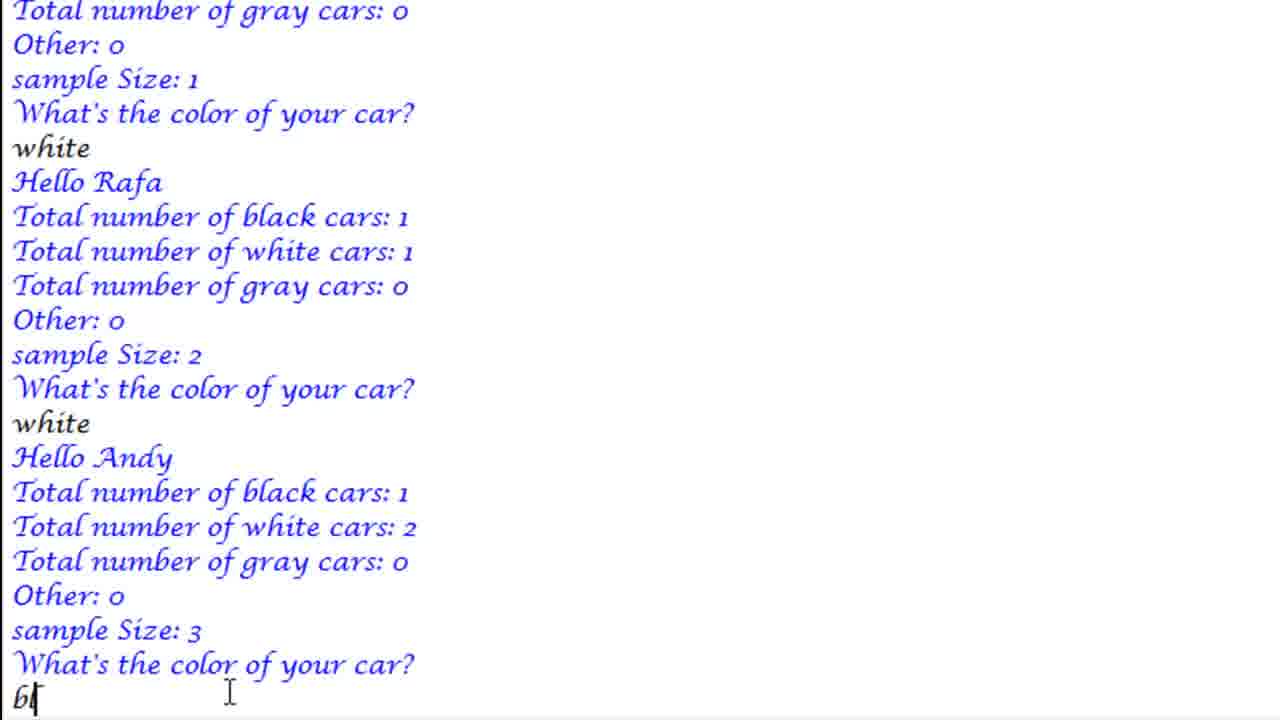 Total number of gray cars: 0
Other: 0
sample Size: 1
What's the color of your car?
white
Hello Rafa
Total number of black cars: 1
Total number of white cars: 1
Total number of gray cars: 0
Other: 0
sample Size: 2
What's the color of your car?
white
Hello Andy
Total number of black cars: 1
Total number of white cars: 2
Total number of gray cars: 0
Other: 0
sample Size: 3
What's the color of your car?
bl